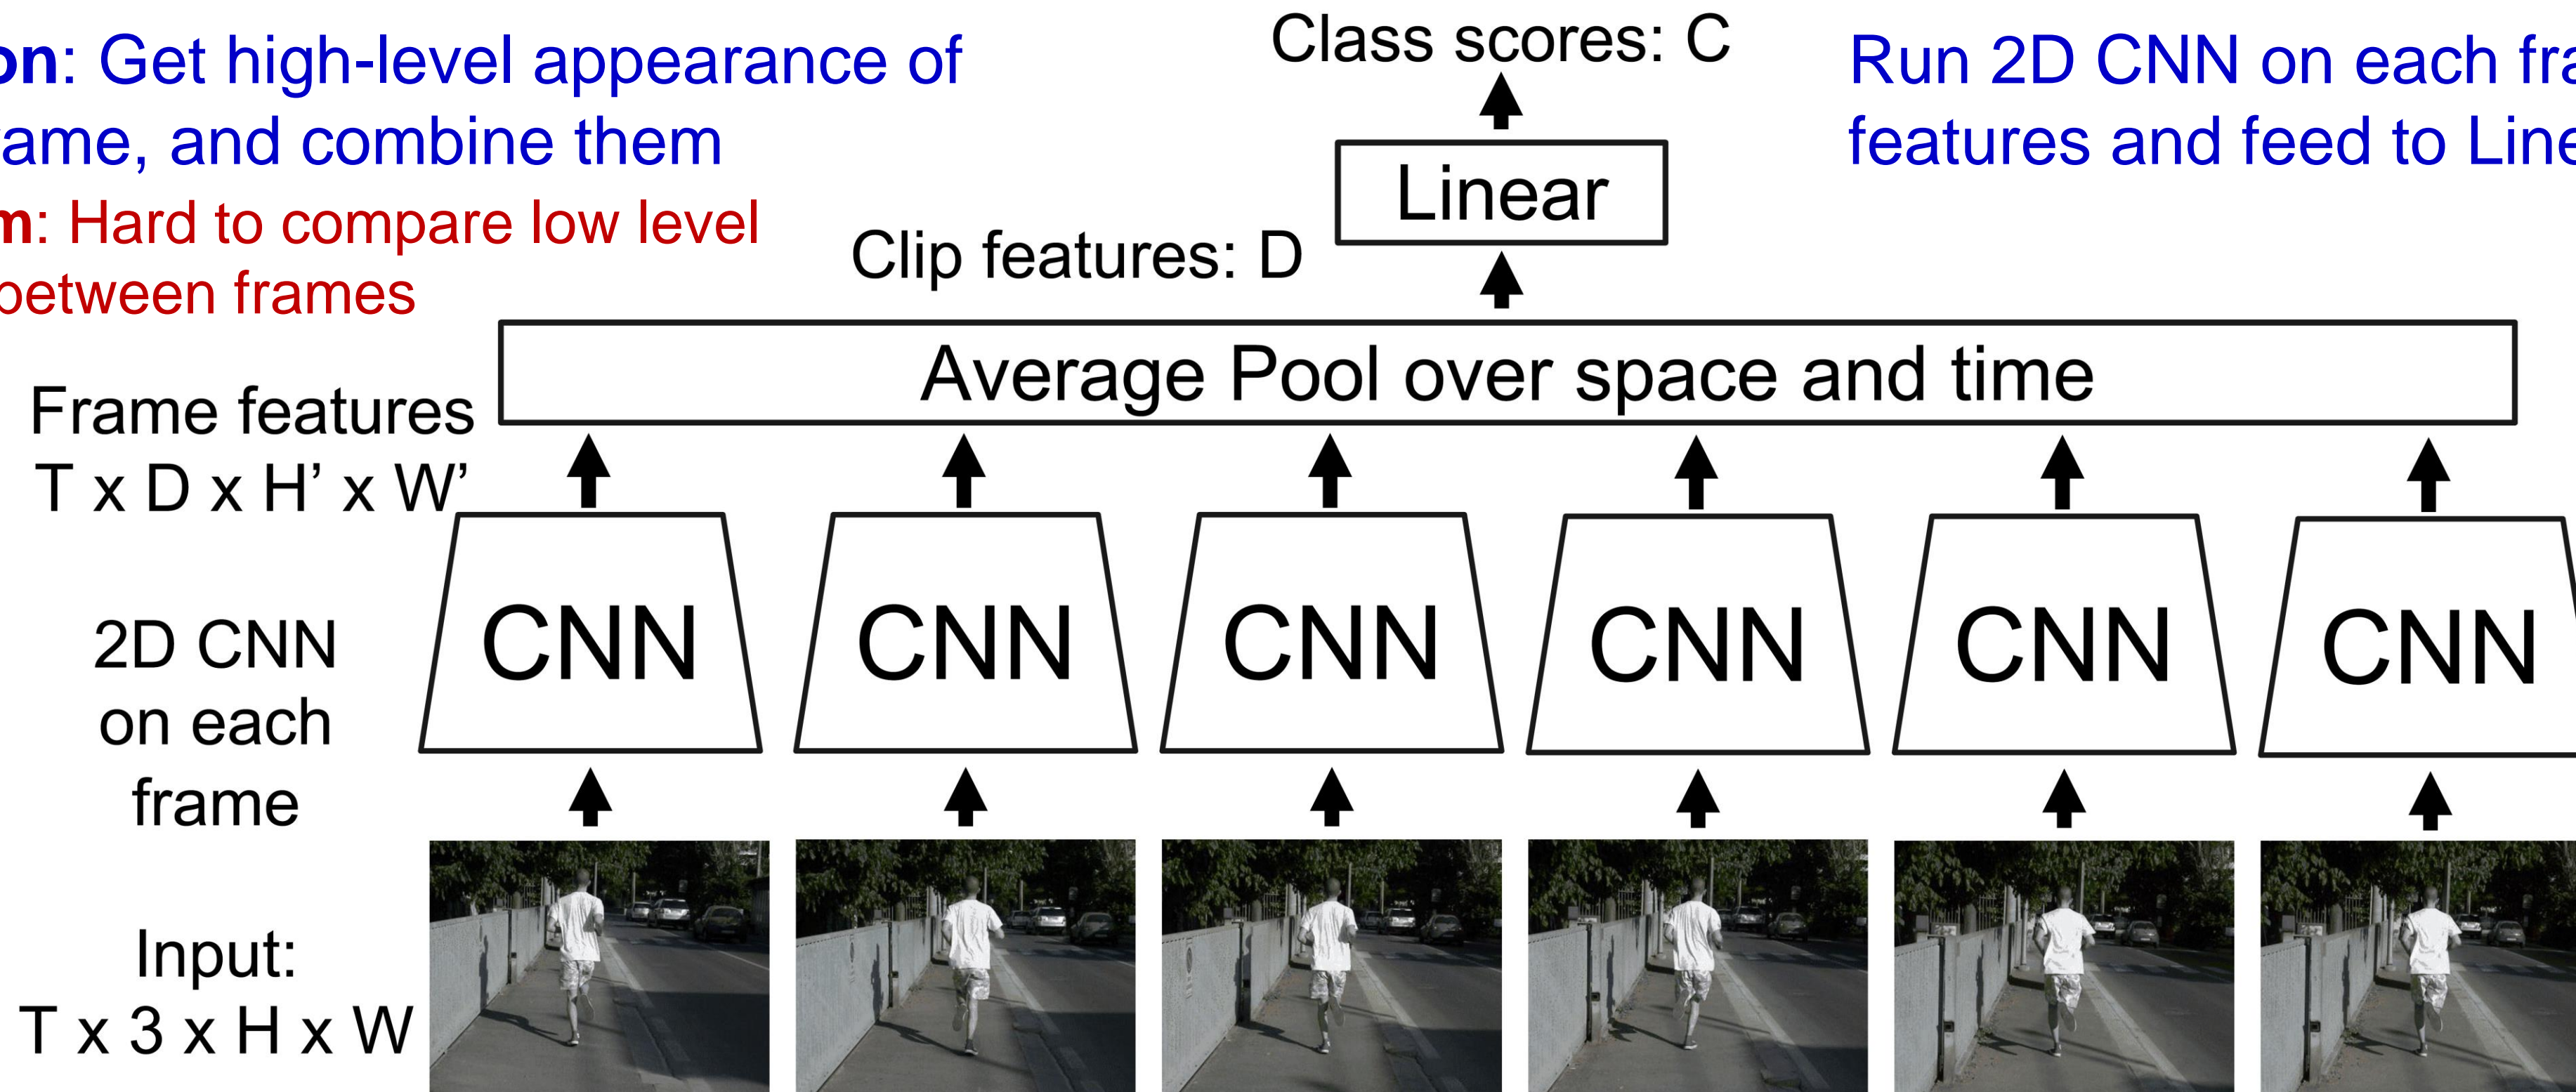 on: Get high-level appearance of
ame, and combine them
m: Hard to compare low level
between frames
Class scores: C
Run 2D CNN on each fra
features and feed to Line
Linear
Clip features: D
Average Pool over space and time
Frame features
T x D x H’ x W’
CNN CNN CNN CNN CNN CNN
2D CNN
on each
frame
Input:
T x 3 x H x W